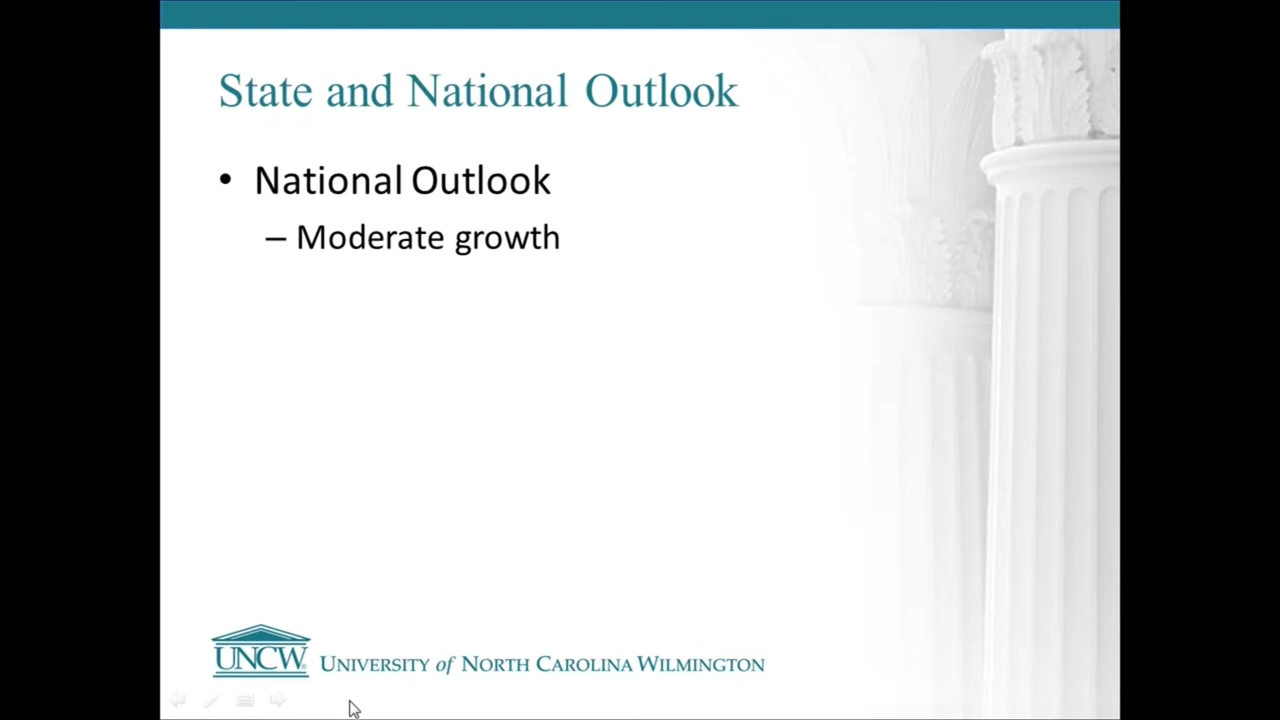 State and National Outlook
• National Outlook
– Moderate growth
UNCW
UNIVERSITY of NORTH CAROLINA WILMINGTON